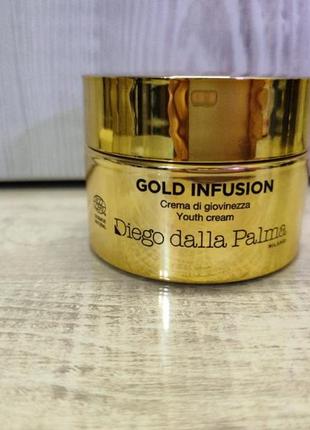 GOLD INFUSION
Crema di giovinezza
Youth cream
Diego dalla Palma
MILANO